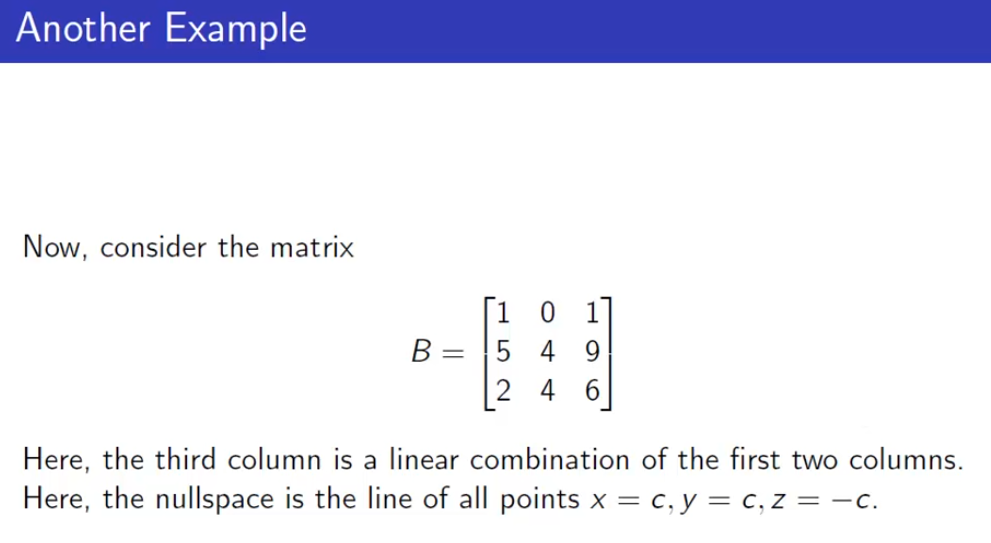 Another Example
Now, consider the matrix
B = [1 0 1
5 4 9
2 4 6]
Here, the third column is a linear combination of the first two columns.
Here, the nullspace is the line of all points x = c, y = c, z = −c.